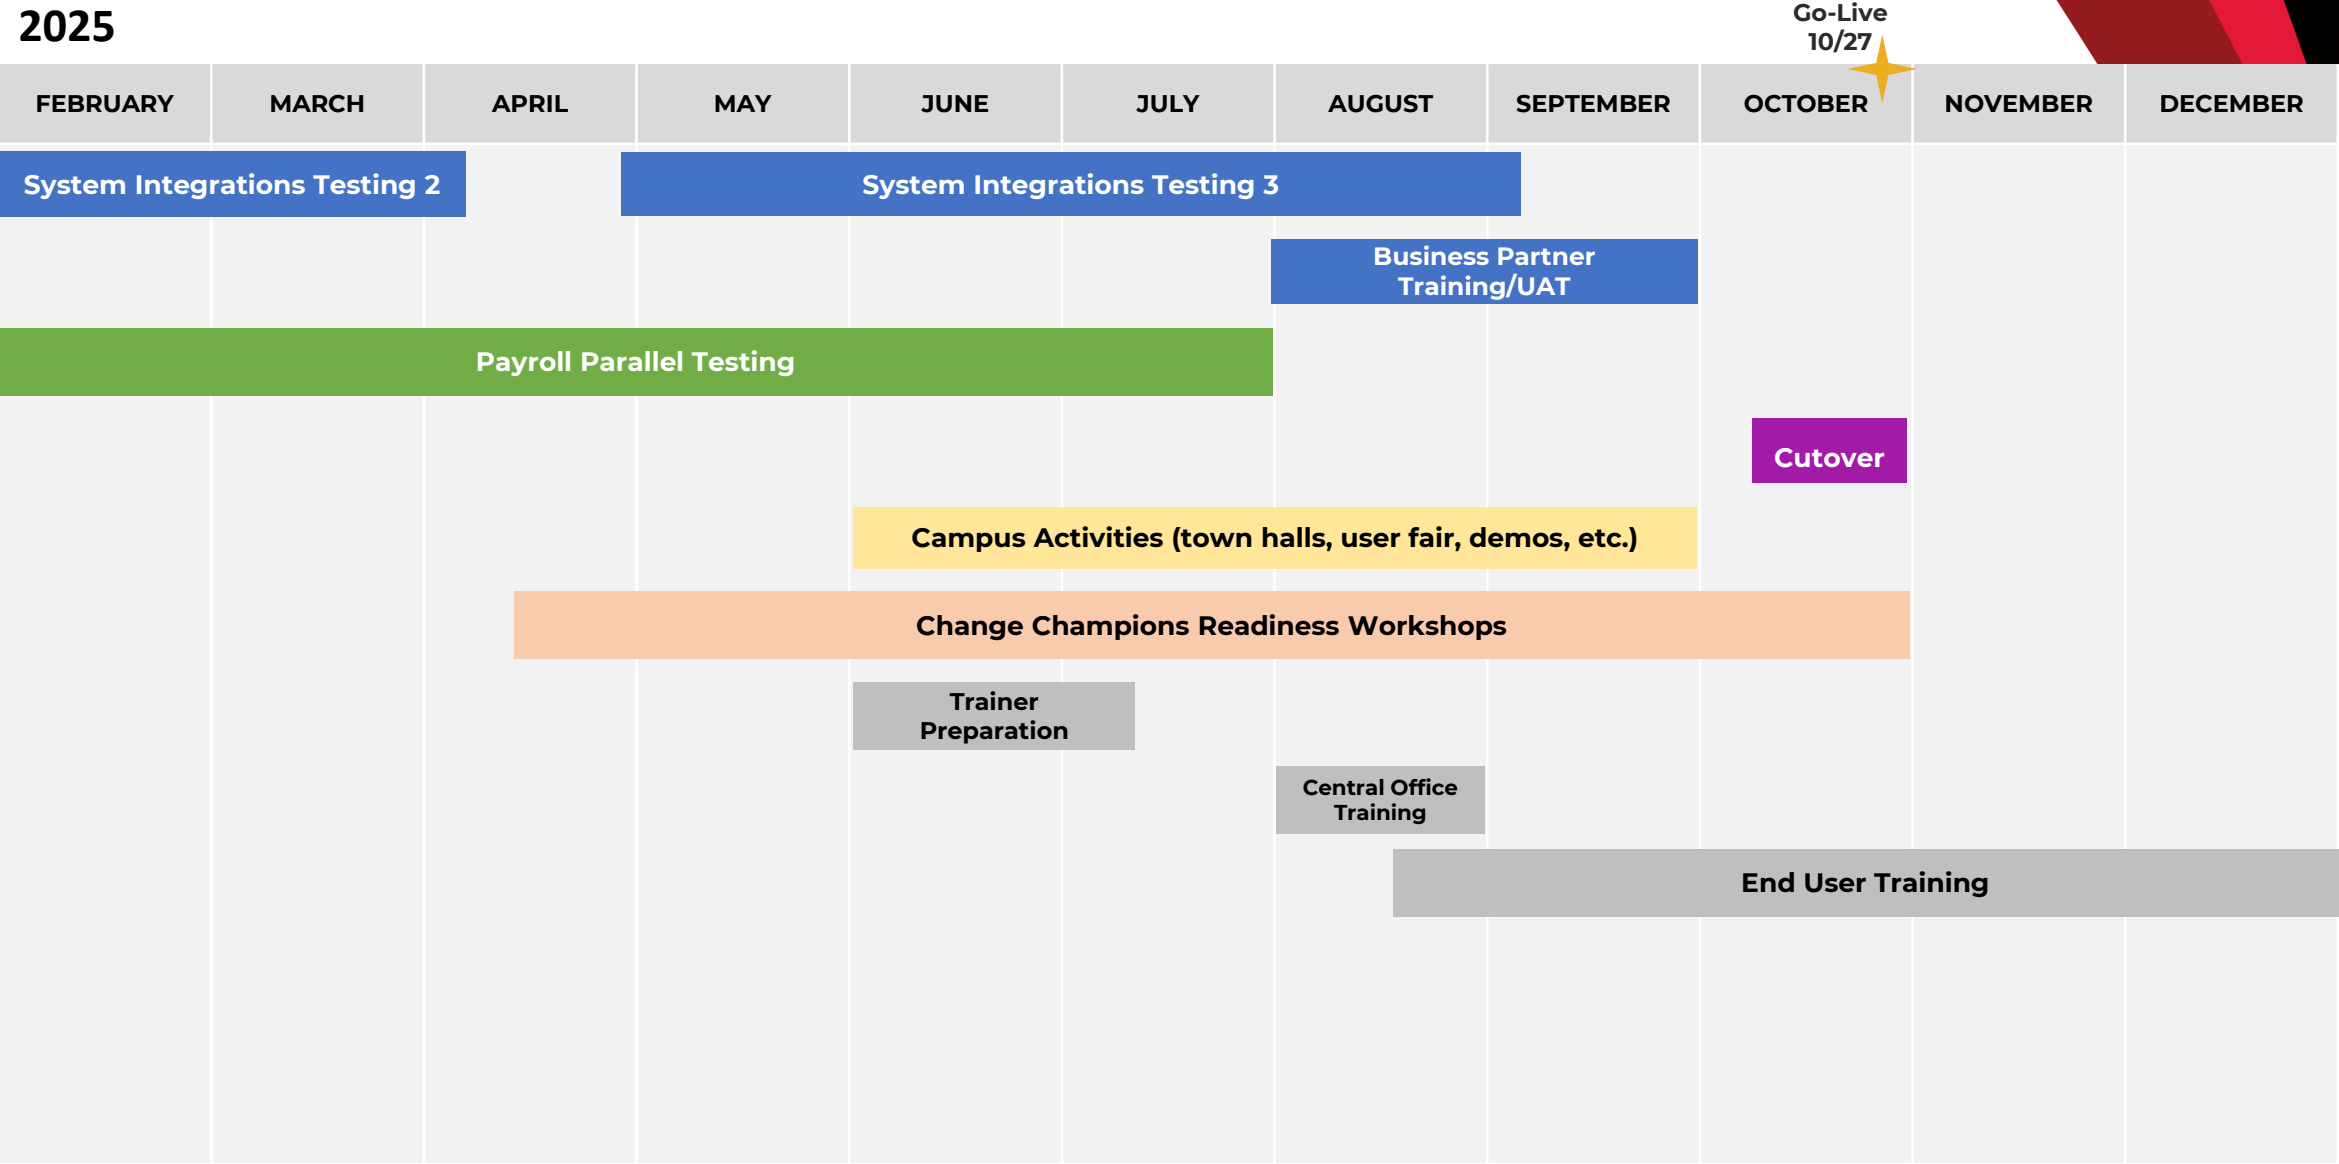 2025
Go-Live
10/27
FEBRUARY
MARCH
APRIL
MAY
JUNE
JULY
AUGUST
SEPTEMBER
OCTOBER
NOVEMBER
DECEMBER
System Integrations Testing 2
System Integrations Testing 3
Business Partner
Training/UAT
Payroll Parallel Testing
Cutover
Campus Activities (town halls, user fair, demos, etc.)
Change Champions Readiness Workshops
Trainer
Preparation
Central Office
Training
End User Training